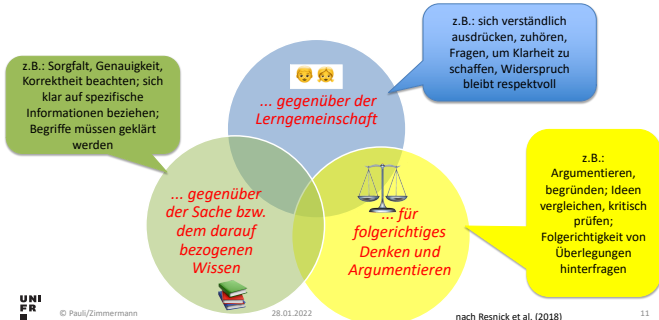 z.B.: sich verständlich
ausdrücken, zuhören,
Fragen, um Klarheit zu
schaffen, Widerspruch
bleibt respektvoll
z.B.: Sorgfalt, Genauigkeit,
Korrektheit beachten; sich
klar auf spezifische
Informationen beziehen;
Begriffe müssen geklärt
werden
... gegenüber der
Lerngemeinschaft
z.B.:
Argumentieren,
begründen; Ideen
vergleichen, kritisch
prüfen;
Folgerichtigkeit von
Überlegungen
hinterfragen
... gegenüber
der Sache bzw.
dem darauf
bezogenen
Wissen
... für
folgerichtiges
Denken und
Argumentieren
UNI
FR
© Pauli/Zimmermann
28.01.2022
nach Resnick et al. (2018)
11